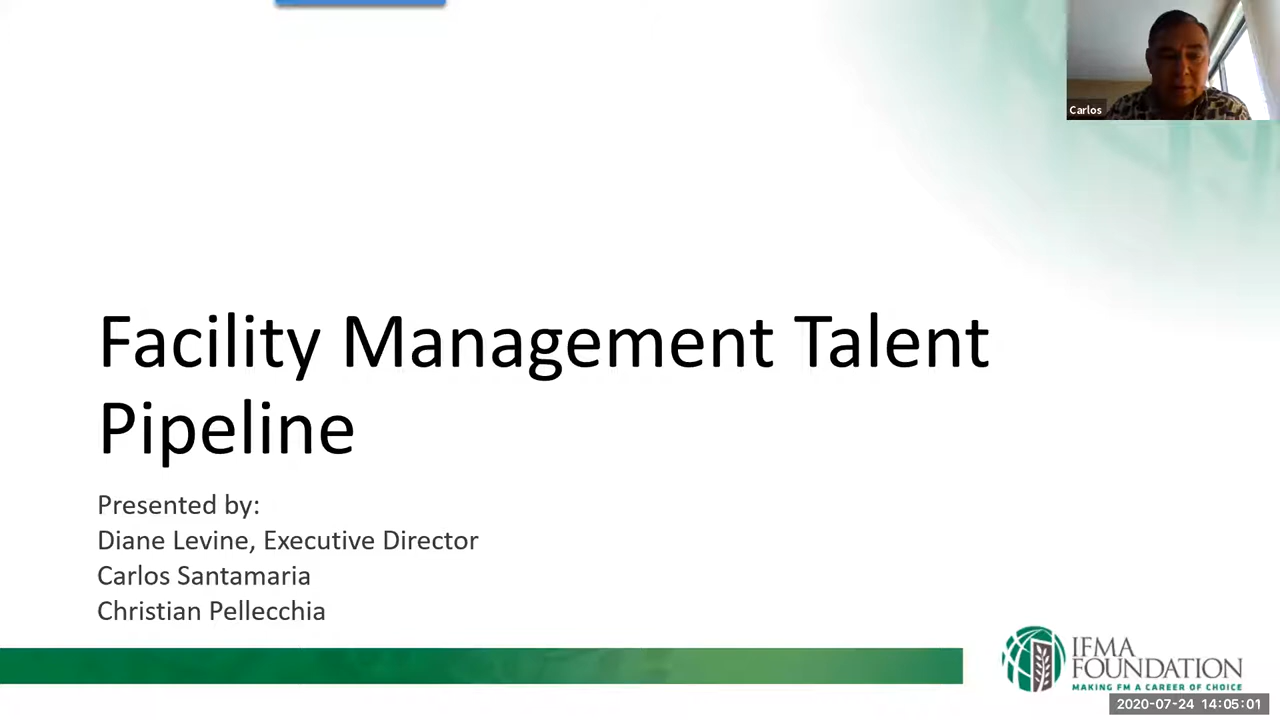 Carlos
Facility Management Talent
Pipeline
Presented by:
Diane Levine, Executive Director
Carlos Santamaria
Christian Pellecchia
IFMA
FOUNDATION
MAKING FM A CAREER OF CHOICE
2020-07-24 14:05:01